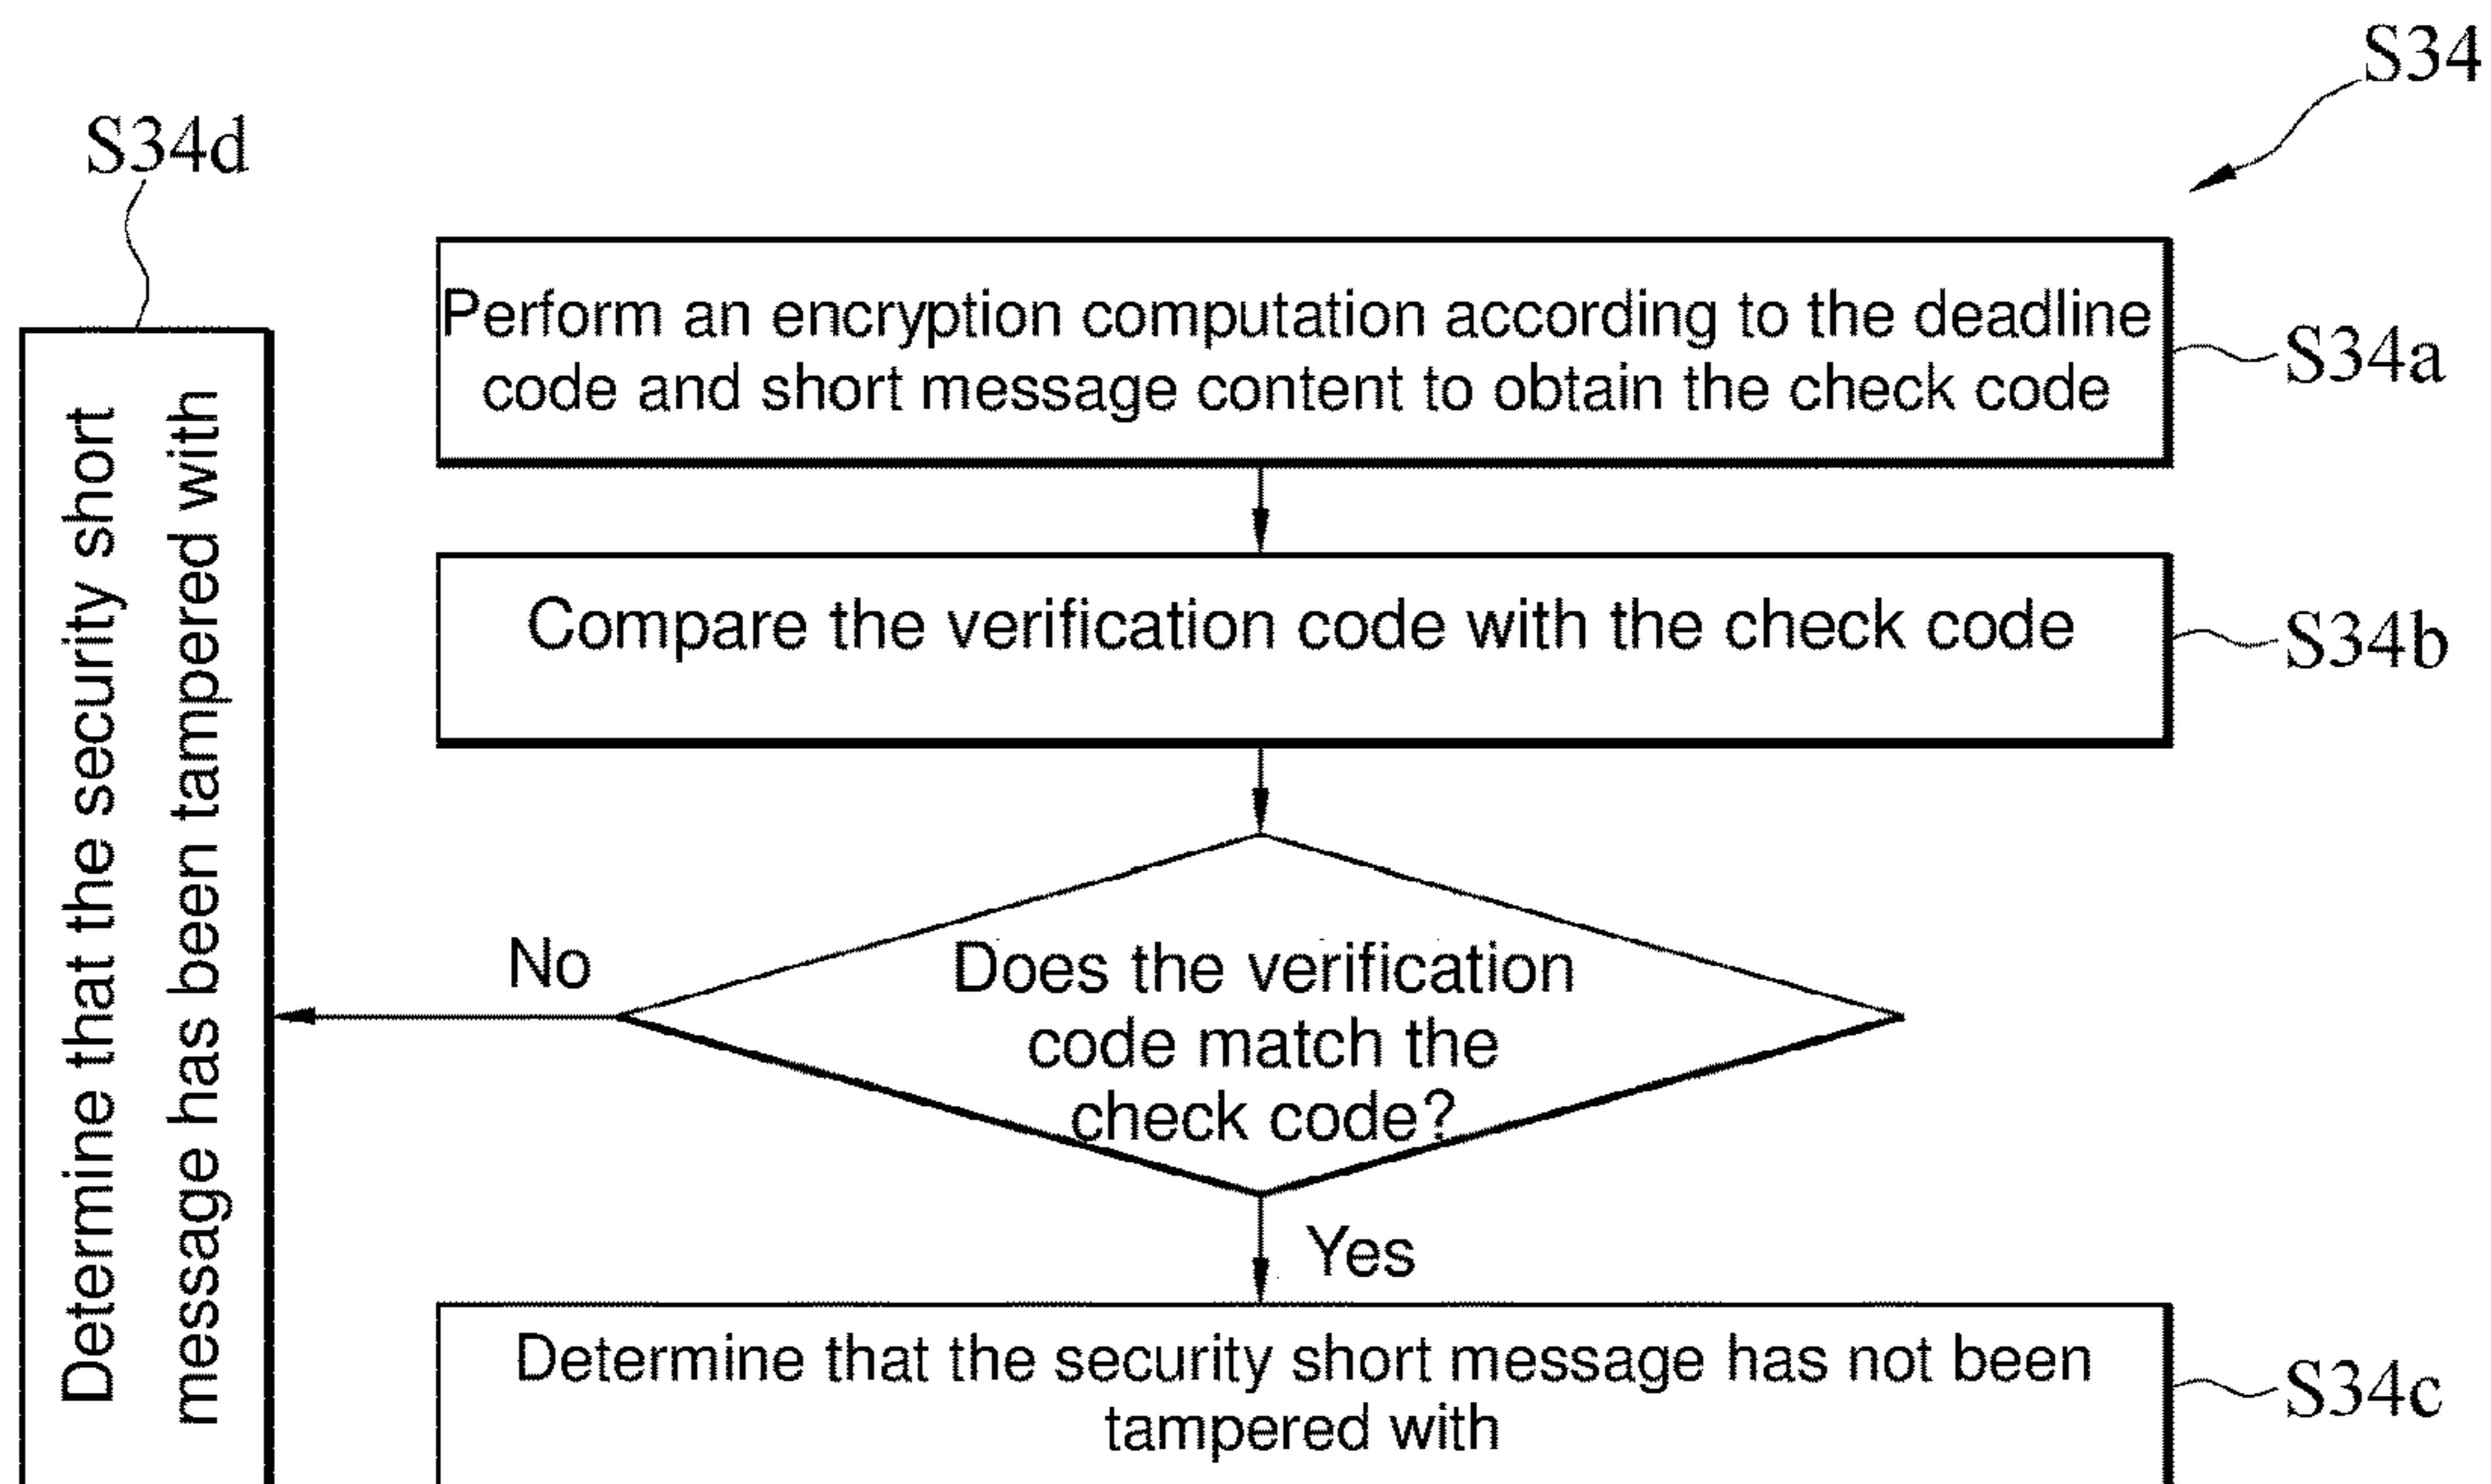 S34
S34d
Perform an encryption computation according to the deadline
code and short message content to obtain the check code
S34a
Compare the verification code with the check code
S34b
Determine that the security short
message has been tampered with
No
Does the verification
code match the
check code?
Yes
Determine that the security short message has not been
tampered with
S34c